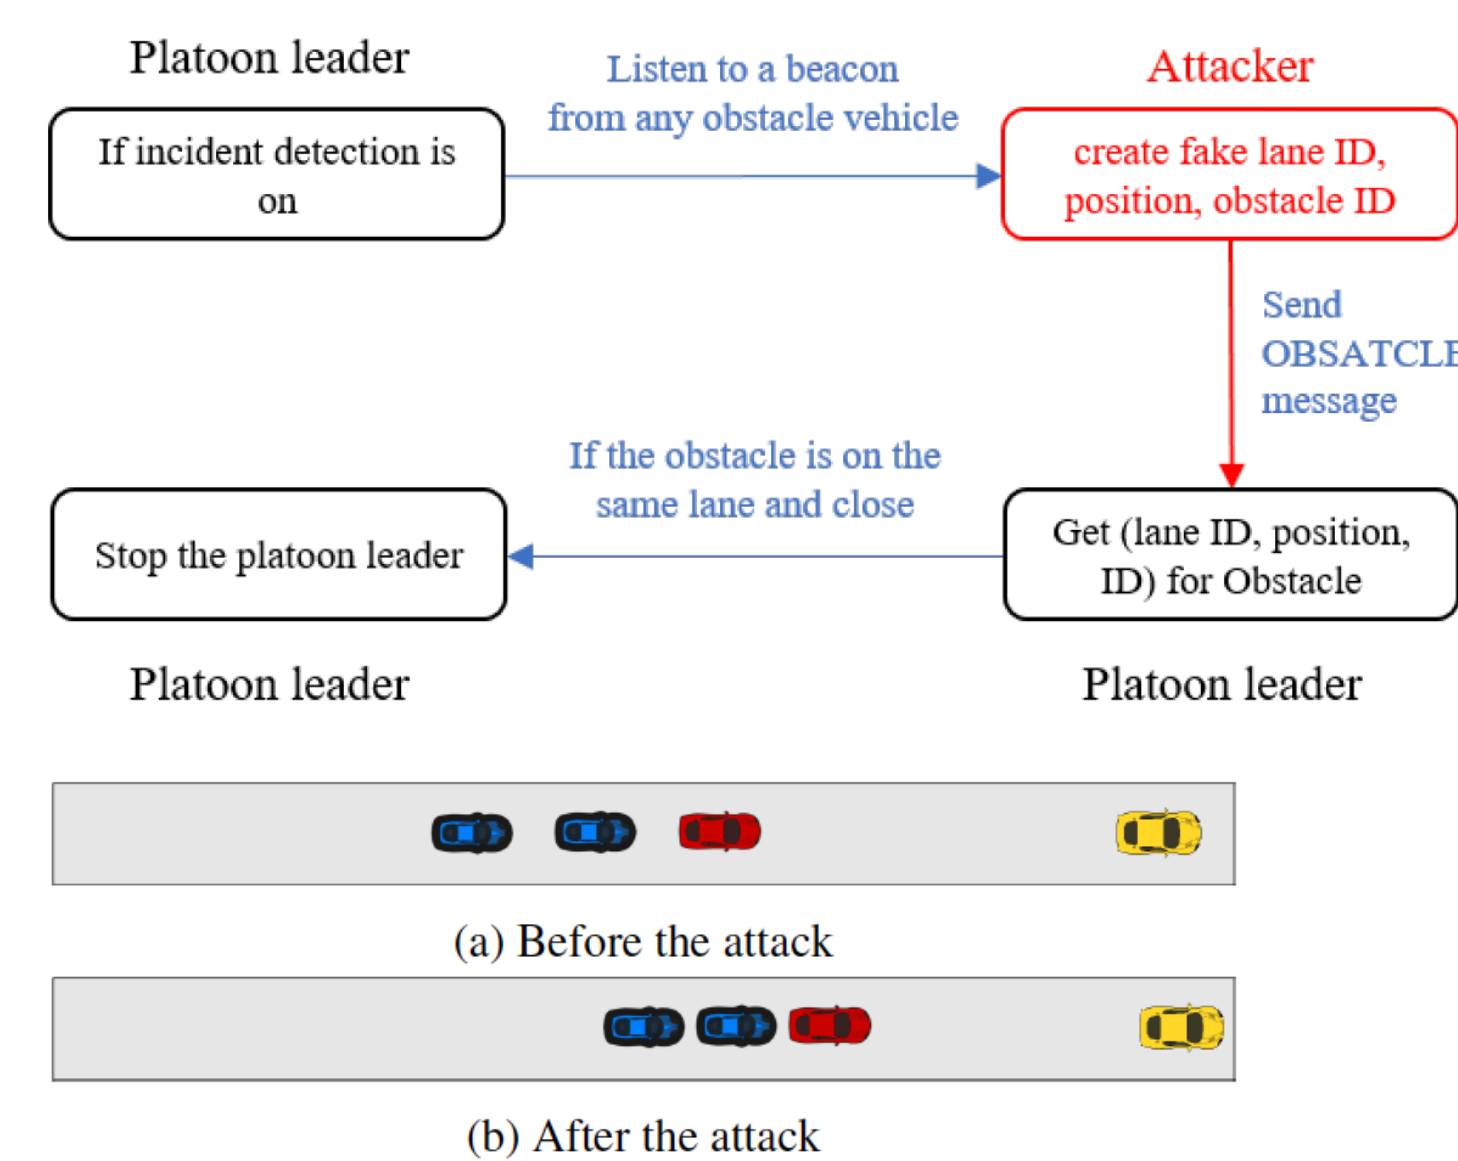 Platoon leader
Listen to a beacon
from any obstacle vehicle
Attacker
If incident detection is
on
create fake lane ID,
position, obstacle ID
Send
OBSATCLE
message
If the obstacle is on the
same lane and close
Stop the platoon leader
Get (lane ID, position,
ID) for Obstacle
Platoon leader
Platoon leader
(a) Before the attack
(b) After the attack